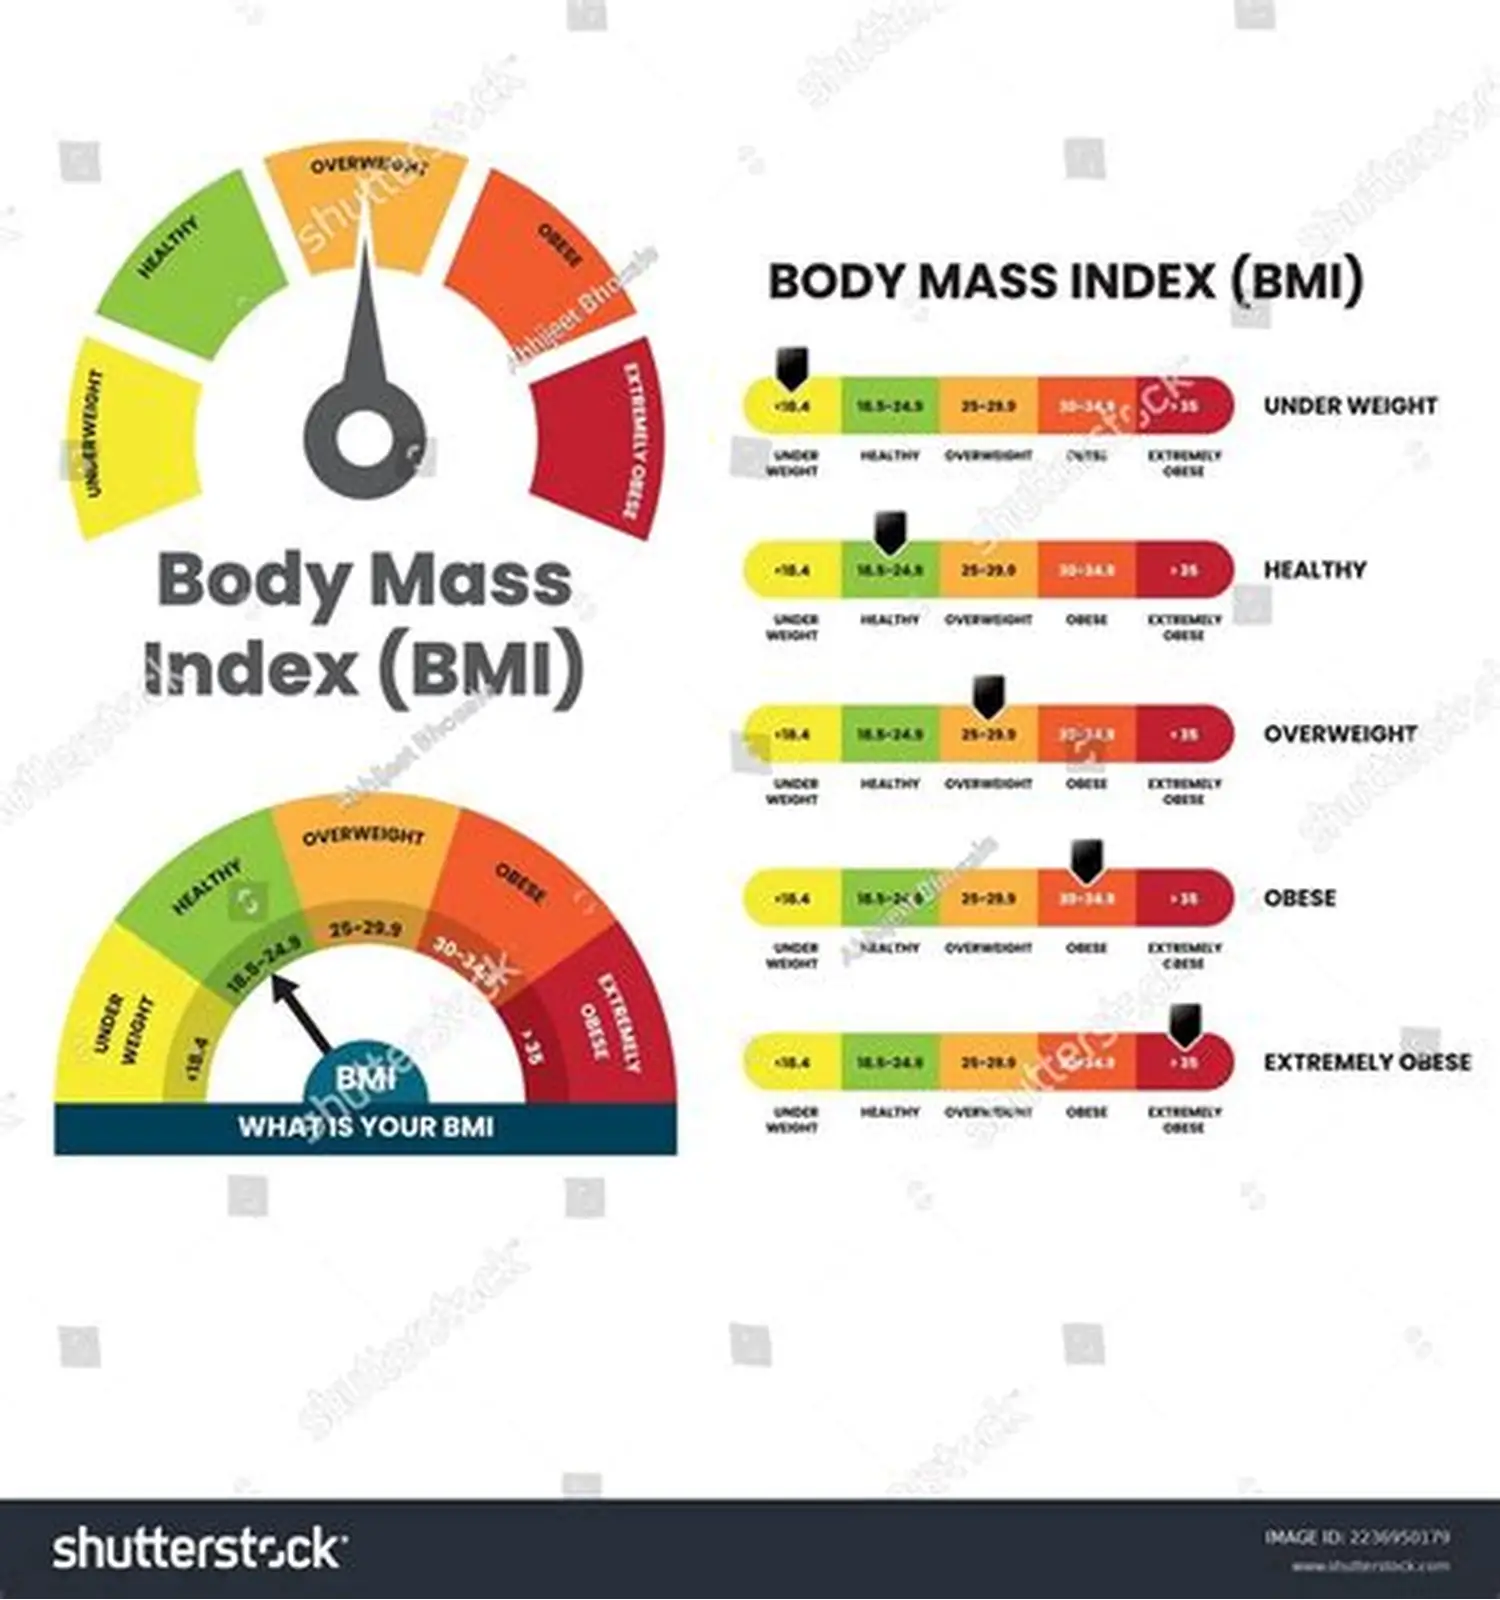 OVERWEIGHT
HEALTHY
OBESE
UNDERWEIGHT
EXTREMELY OBESE
Body Mass
Index (BMI)
OVERWEIGHT
HEALTHY
OBESE
25-29.9
18.5-24.9
30-34.9
UNDER
WEIGHT
EXTREMELY
OBESE
<18.4
>35
BMI
WHAT IS YOUR BMI
BODY MASS INDEX (BMI)
<18.4 18.5-24.9 25-29.9 30-34.9 >35 UNDER WEIGHT
UNDER HEALTHY OVERWEIGHT OBESE EXTREMELY
WEIGHT OBESE
<18.4 18.5-24.9 25-29.9 30-34.9 >35 HEALTHY
UNDER HEALTHY OVERWEIGHT OBESE EXTREMELY
WEIGHT OBESE
<18.4 18.5-24.9 25-29.9 30-34.9 >35 OVERWEIGHT
UNDER HEALTHY OVERWEIGHT OBESE EXTREMELY
WEIGHT OBESE
<18.4 18.5-24.9 25-29.9 30-34.9 >35 OBESE
UNDER HEALTHY OVERWEIGHT OBESE EXTREMELY
WEIGHT OBESE
<18.4 18.5-24.9 25-29.9 30-34.9 >35 EXTREMELY OBESE
UNDER HEALTHY OVERWEIGHT OBESE EXTREMELY
WEIGHT OBESE
shutterstock
Abhijeet Bhosale
shutterstock
IMAGE ID: 2236950179
www.shutterstock.com